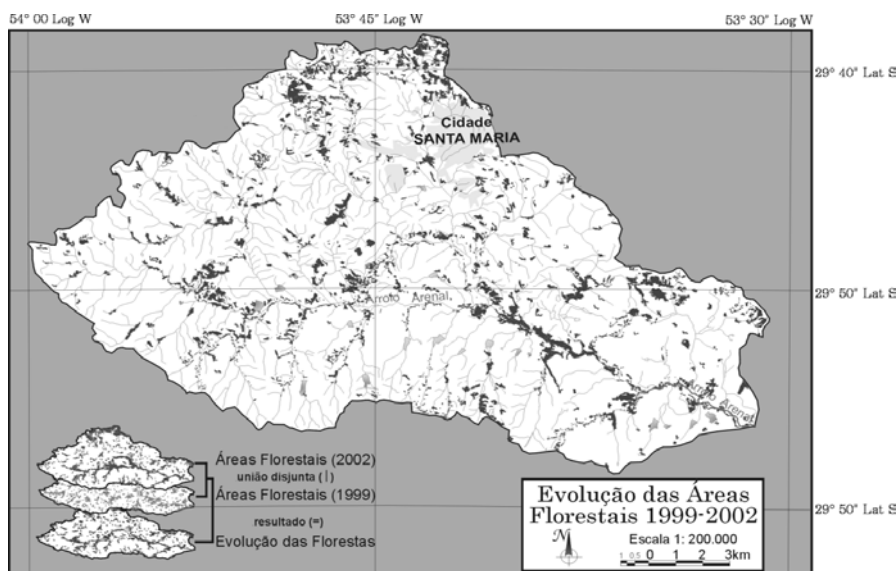 54° 00 Log W
53° 45" Log W
53° 30" Log W
29° 40" Lat S
Cidade
SANTA MARIA
29° 50" Lat S
Arroio Arenal
Arroio Arenal
Áreas Florestais (2002)
união disjunta (|)
Áreas Florestais (1999)
resultado (=)
Evolução das Florestas
Evolução das Áreas
Florestais 1999-2002
N
Escala 1: 200.000
1 0.5 0 1 2 3km
29° 50" Lat S